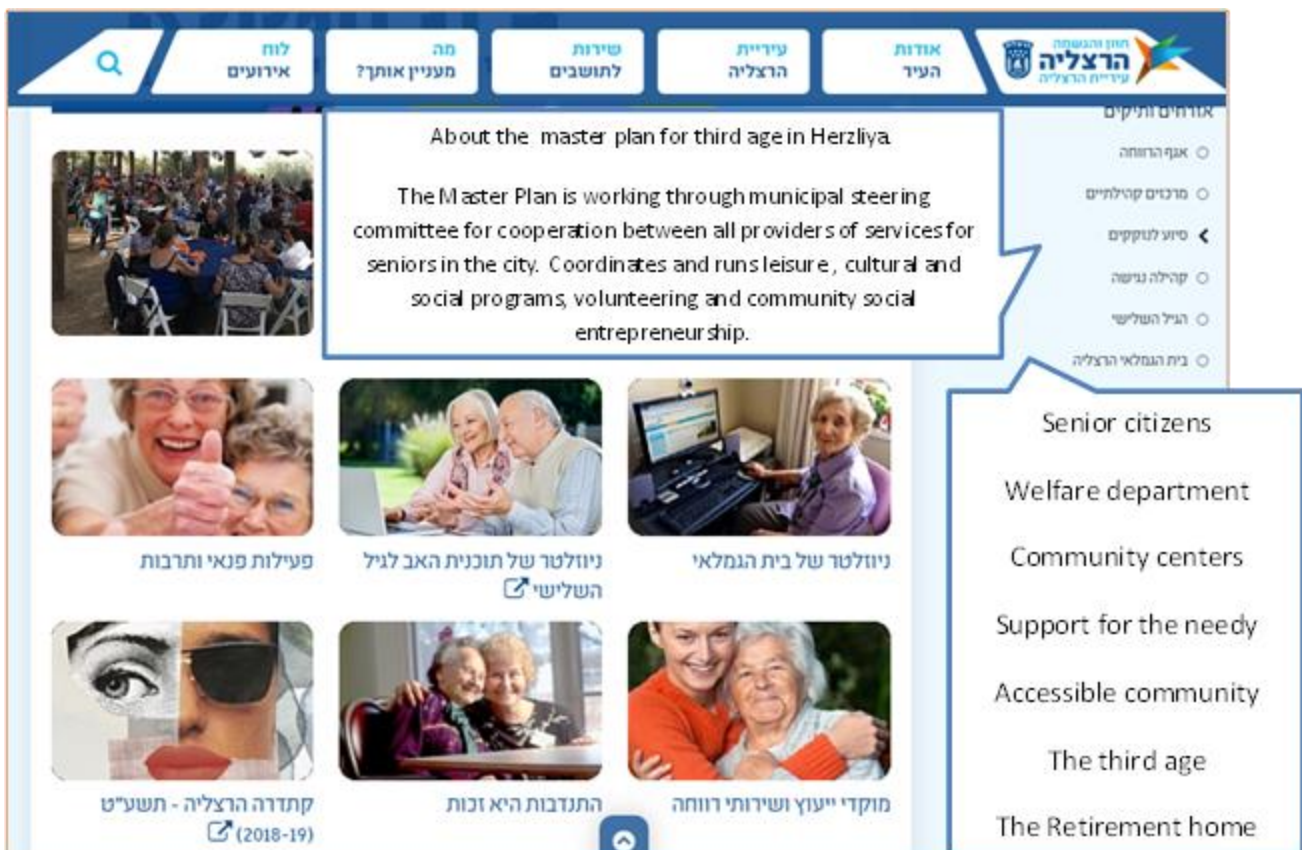 חזון והגשמה
הרצליה
עיריית הרצליה
אודות
העיר
עיריית
הרצליה
שירות
לתושבים
מה
מעניין אותך?
לוח
אירועים
אזרחים ותיקים
אגף הרווחה
מרכזים קהילתיים
סיוע לנזקקים
קהילה נגישה
הגיל השלישי
בית הגמלאי הרצליה
About the master plan for third age in Herzliya.
The Master Plan is working through municipal steering
committee for cooperation between all providers of services for
seniors in the city. Coordinates and runs leisure, cultural and
social programs, volunteering and community social
entrepreneurship.
Senior citizens
Welfare department
Community centers
Support for the needy
Accessible community
The third age
The Retirement home
ניוזלטר של בית הגמלאי
ניוזלטר של תוכנית האב לגיל
השלישי
פעילות פנאי ותרבות
מוקדי ייעוץ ושירותי רווחה
התנדבות היא זכות
קתדרה הרצליה - תשע"ט
(2018-19)